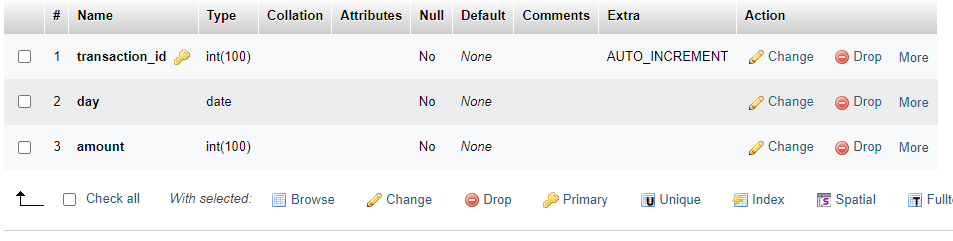 # Name Type Collation Attributes Null Default Comments Extra Action
1 transaction_id int(100) No None AUTO_INCREMENT Change Drop More
2 day date No None Change Drop More
3 amount int(100) No None Change Drop More
Check all With selected: Browse Change Drop Primary Unique Index Spatial